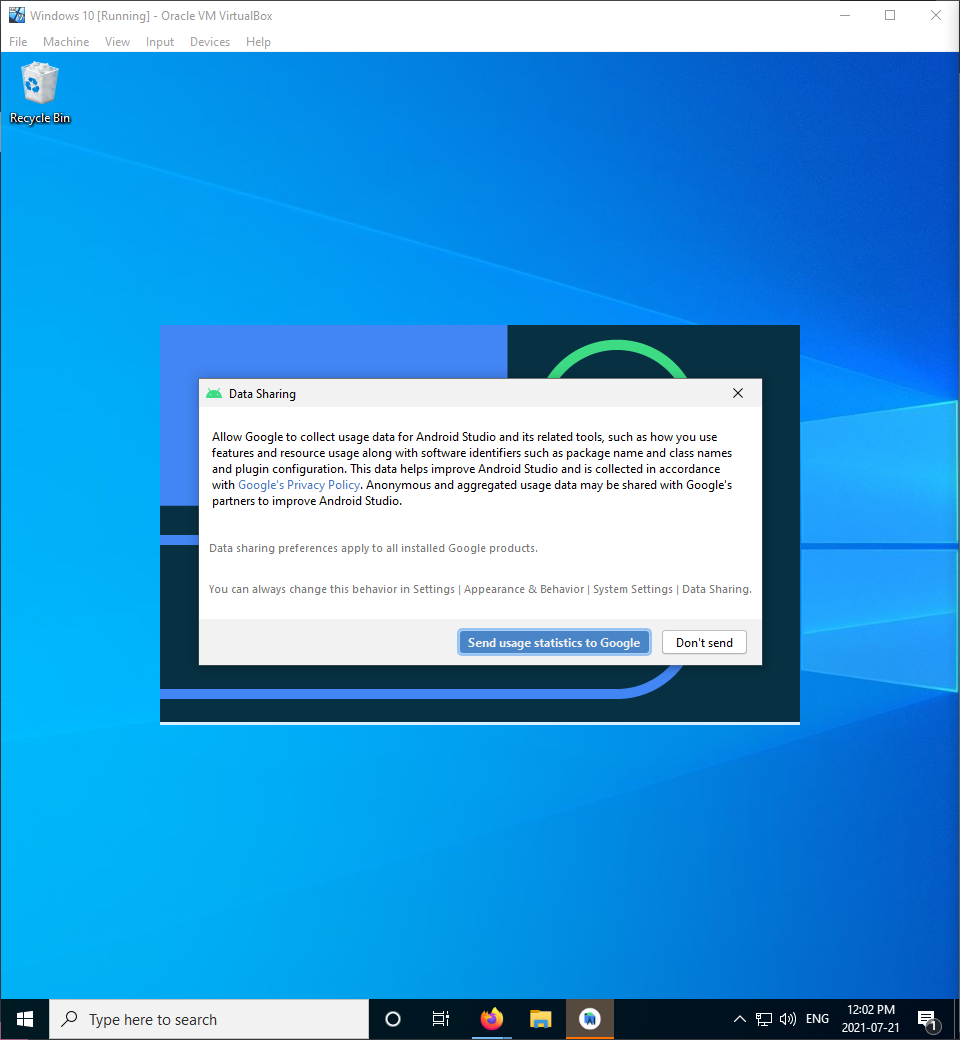 Windows 10 [Running] - Oracle VM VirtualBox
File Machine View Input Devices Help
Recycle Bin
Data Sharing
Allow Google to collect usage data for Android Studio and its related tools, such as how you use
features and resource usage along with software identifiers such as package name and class names
and plugin configuration. This data helps improve Android Studio and is collected in accordance
with Google's Privacy Policy. Anonymous and aggregated usage data may be shared with Google's
partners to improve Android Studio.
Data sharing preferences apply to all installed Google products.
You can always change this behavior in Settings | Appearance & Behavior | System Settings | Data Sharing.
Send usage statistics to Google Don't send
Type here to search
ENG
12:02 PM
2021-07-21
1